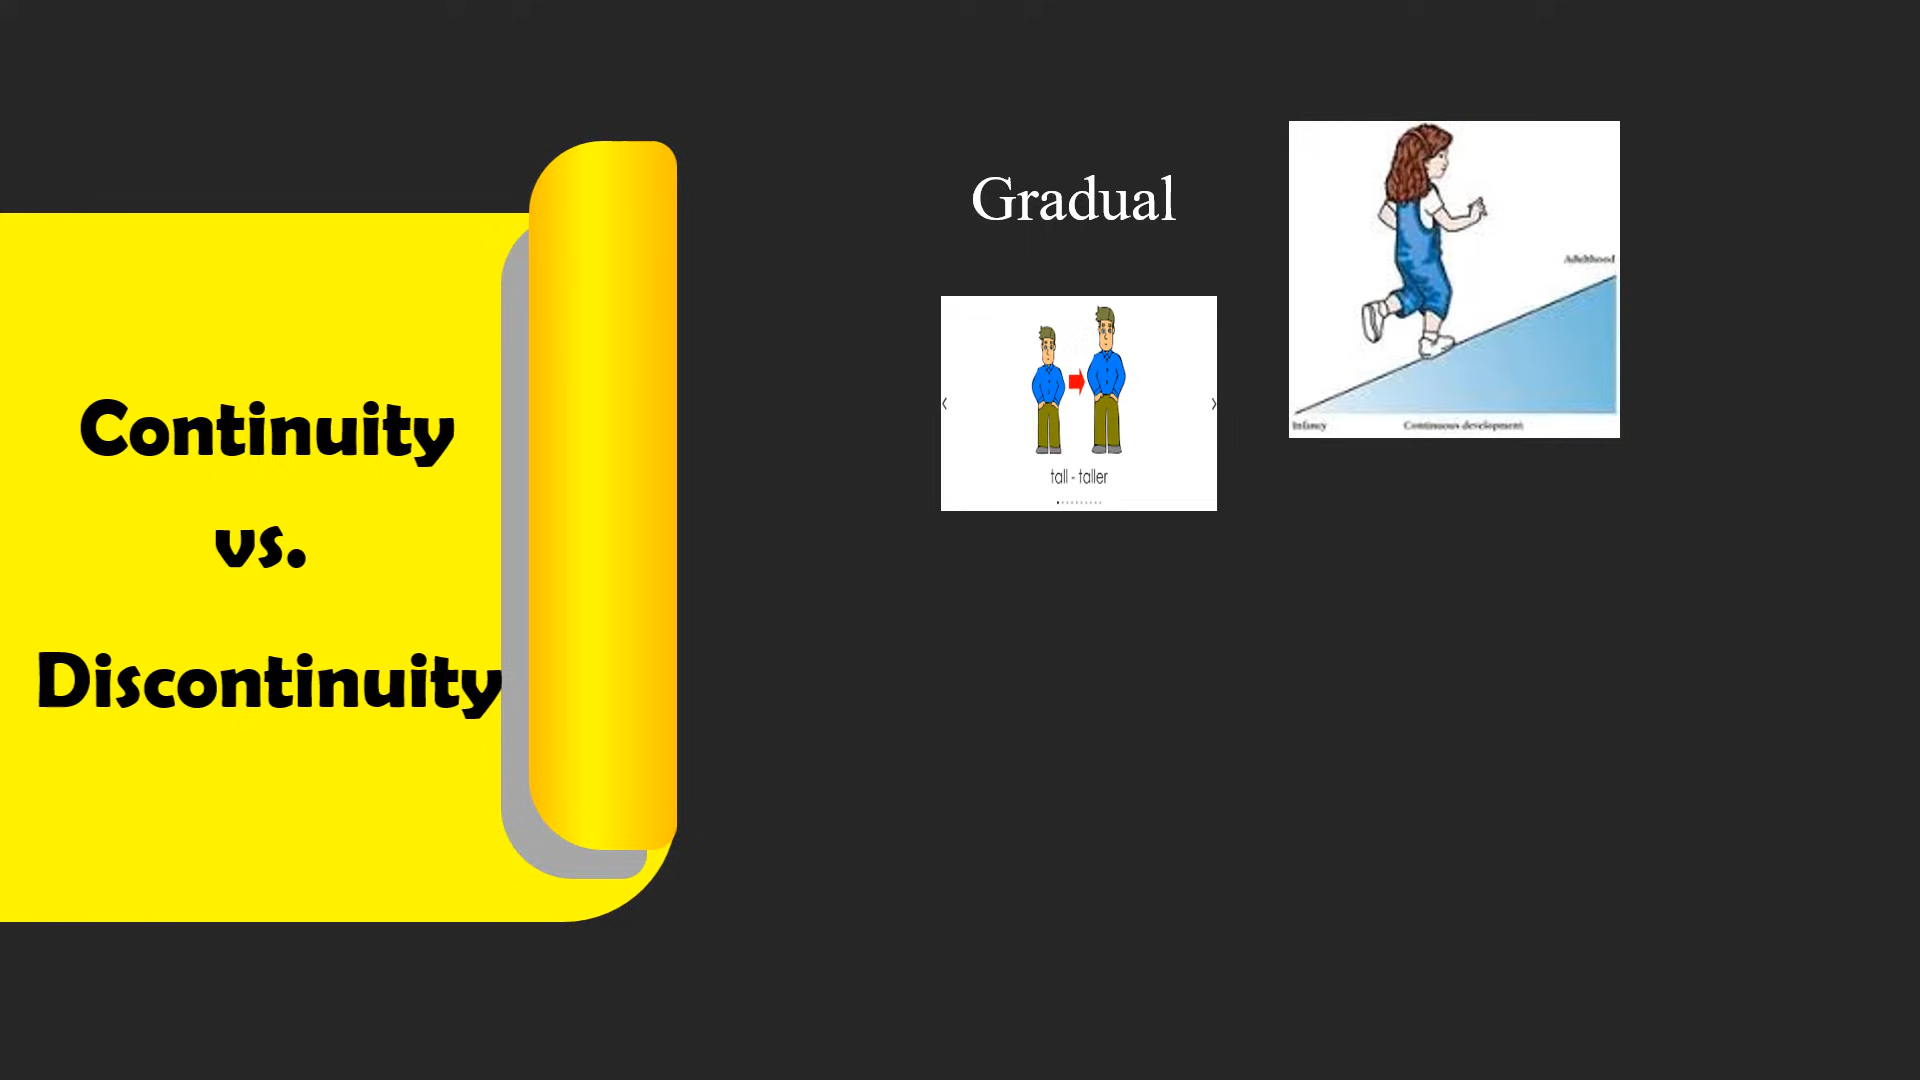 Continuity
vs.
Discontinuity
Gradual
tall - taller
Adulthood
Infancy
Continuous development